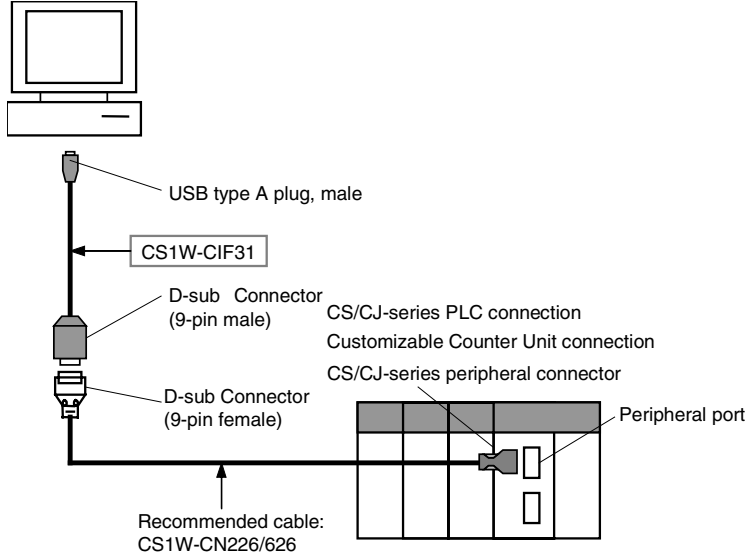 USB type A plug, male
CS1W-CIF31
D-sub Connector
(9-pin male)
CS/CJ-series PLC connection
Customizable Counter Unit connection
CS/CJ-series peripheral connector
D-sub Connector
(9-pin female)
Peripheral port
Recommended cable:
CS1W-CN226/626